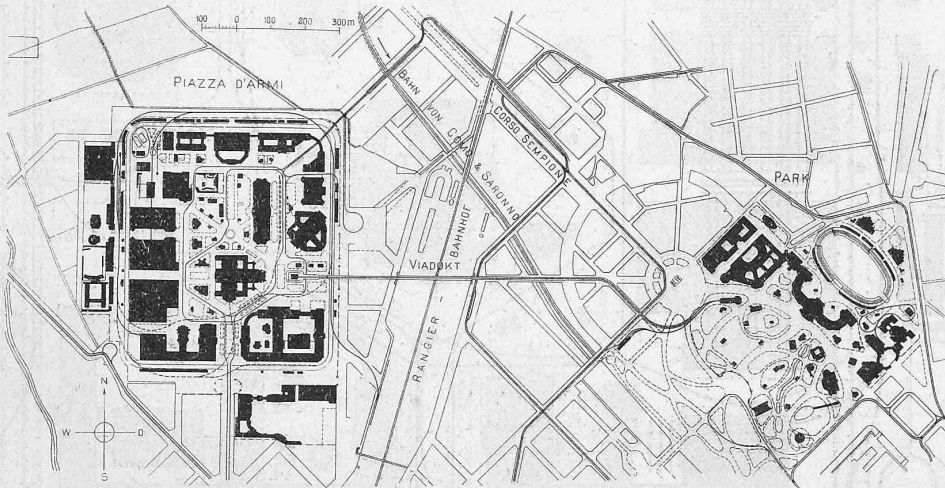 100 0 100 200 300m
PIAZZA D'ARMI
BAHN VON COMO & SARONNO
CORSO SEMPIONE
PARK
VIADUKT
RANGIER-BAHNHOF
N
W O
S